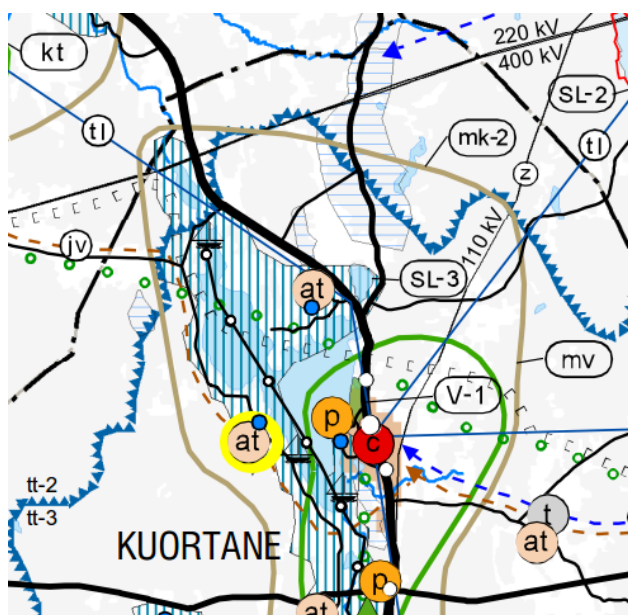 kt
220 kV
400 kV
SL-2
tl
mk-2
tl
z
110 kV
jv
SL-3
at
mv
V-1
p
c
at
tt-2
tt-3
t
at
KUORTANE
p
at